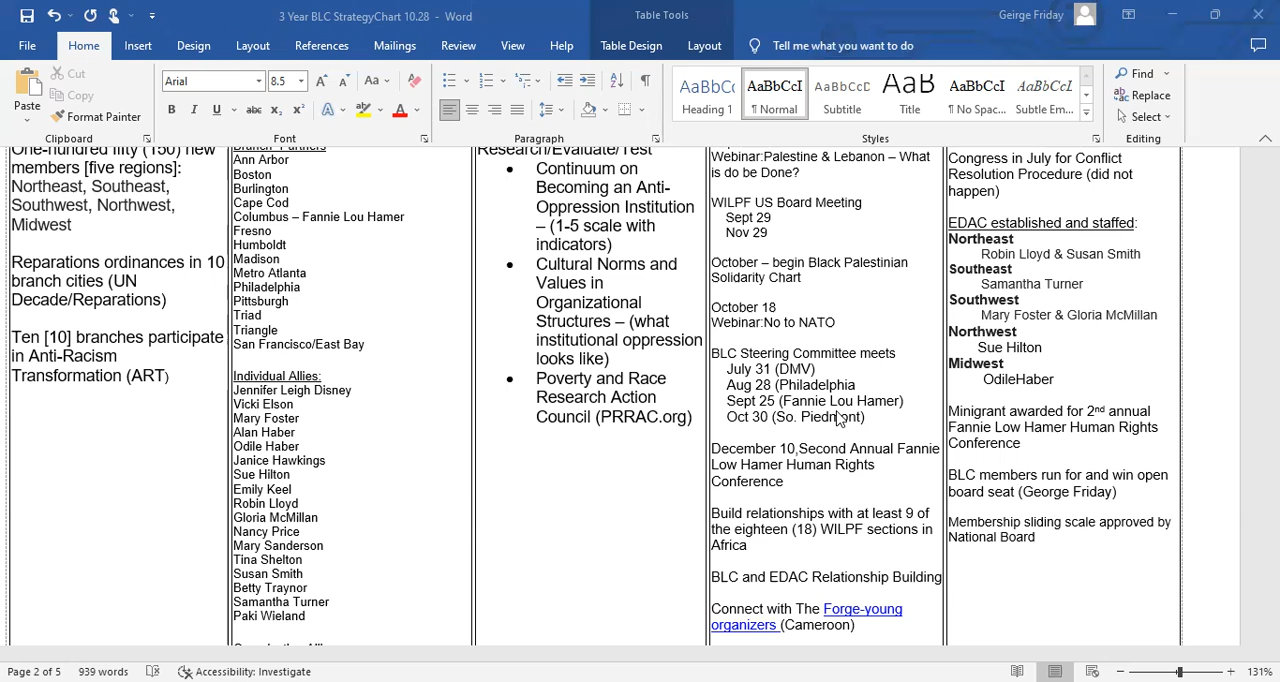 3 Year BLC StrategyChart 10.28 - Word
Table Tools
Geirge Friday
File
Home
Insert
Design
Layout
References
Mailings
Review
View
Help
Table Design
Layout
Tell me what you want to do
Paste
Cut
Copy
Format Painter
Clipboard
Arial
8.5
Font
Paragraph
AaBbCc
Heading 1
AaBbCcI
¶ Normal
AaBbCcD
Subtitle
AaB
Title
AaBbCcI
¶ No Spac...
AaBbCcI
Subtle Em...
Styles
Find
Replace
Select
Editing
One-hundred fifty (150) new
members [five regions]:
Northeast, Southeast,
Southwest, Northwest,
Midwest
Reparations ordinances in 10
branch cities (UN
Decade/Reparations)
Ten [10] branches participate
in Anti-Racism
Transformation (ART)
Branch Partners
Ann Arbor
Boston
Burlington
Cape Cod
Columbus – Fannie Lou Hamer
Fresno
Humboldt
Madison
Metro Atlanta
Philadelphia
Pittsburgh
Triad
Triangle
San Francisco/East Bay
Individual Allies:
Jennifer Leigh Disney
Vicki Elson
Mary Foster
Alan Haber
Odile Haber
Janice Hawkings
Sue Hilton
Emily Keel
Robin Lloyd
Gloria McMillan
Nancy Price
Mary Sanderson
Tina Shelton
Susan Smith
Betty Traynor
Samantha Turner
Paki Wieland
Research/Evaluate/Test
• Continuum on
Becoming an Anti-
Oppression Institution
– (1-5 scale with
indicators)
• Cultural Norms and
Values in
Organizational
Structures – (what
institutional oppression
looks like)
• Poverty and Race
Research Action
Council (PRRAC.org)
Webinar:Palestine & Lebanon – What
is do be Done?
WILPF US Board Meeting
Sept 29
Nov 29
October – begin Black Palestinian
Solidarity Chart
October 18
Webinar:No to NATO
BLC Steering Committee meets
July 31 (DMV)
Aug 28 (Philadelphia
Sept 25 (Fannie Lou Hamer)
Oct 30 (So. Piedmont)
December 10,Second Annual Fannie
Low Hamer Human Rights
Conference
Build relationships with at least 9 of
the eighteen (18) WILPF sections in
Africa
BLC and EDAC Relationship Building
Connect with The Forge-young
organizers (Cameroon)
Congress in July for Conflict
Resolution Procedure (did not
happen)
EDAC established and staffed:
Northeast
Robin Lloyd & Susan Smith
Southeast
Samantha Turner
Southwest
Mary Foster & Gloria McMillan
Northwest
Sue Hilton
Midwest
OdileHaber
Minigrant awarded for 2nd annual
Fannie Low Hamer Human Rights
Conference
BLC members run for and win open
board seat (George Friday)
Membership sliding scale approved by
National Board
Page 2 of 5
939 words
Accessibility: Investigate
131%